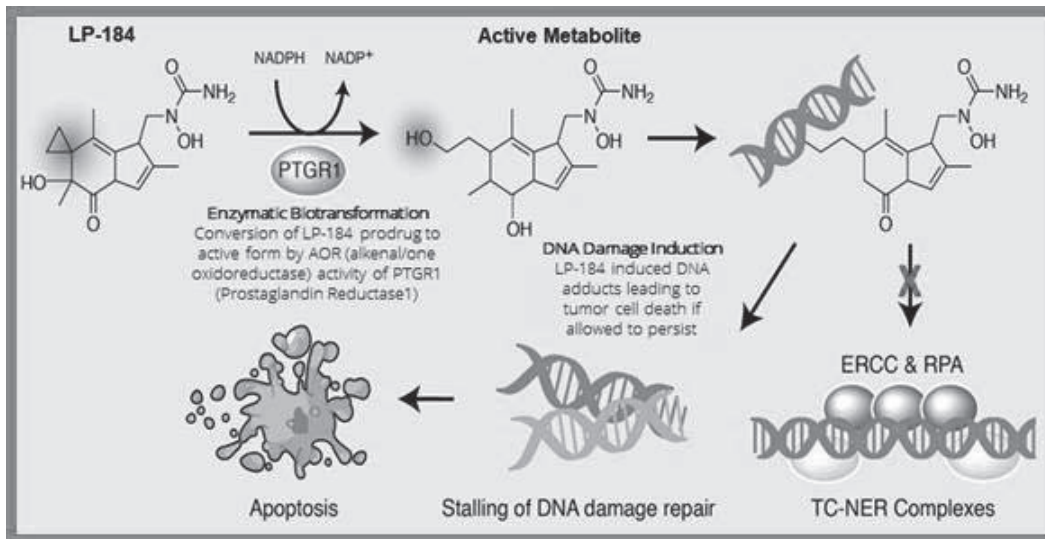 LP-184
NADPH NADP+
Active Metabolite
O
NH2
N
OH
HO
O
PTGR1
O
NH2
N
OH
HO
OH
O
NH2
N
OH
O
Enzymatic Biotransformation
Conversion of LP-184 prodrug to
active form by AOR (alkenal/one
oxidoreductase) activity of PTGR1
(Prostaglandin Reductase1)
DNA Damage Induction
LP-184 induced DNA
adducts leading to
tumor cell death if
allowed to persist
X
ERCC & RPA
Apoptosis
Stalling of DNA damage repair
TC-NER Complexes